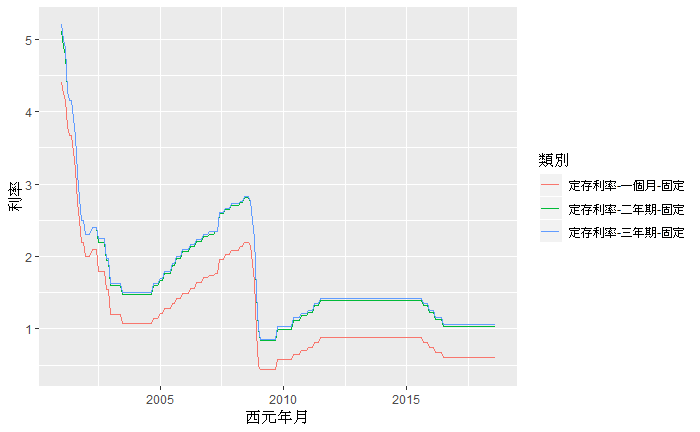 5
4
3
2
1
利率
2005
2010
2015
西元年月
類別
定存利率-一個月-固定
定存利率-二年期-固定
定存利率-三年期-固定